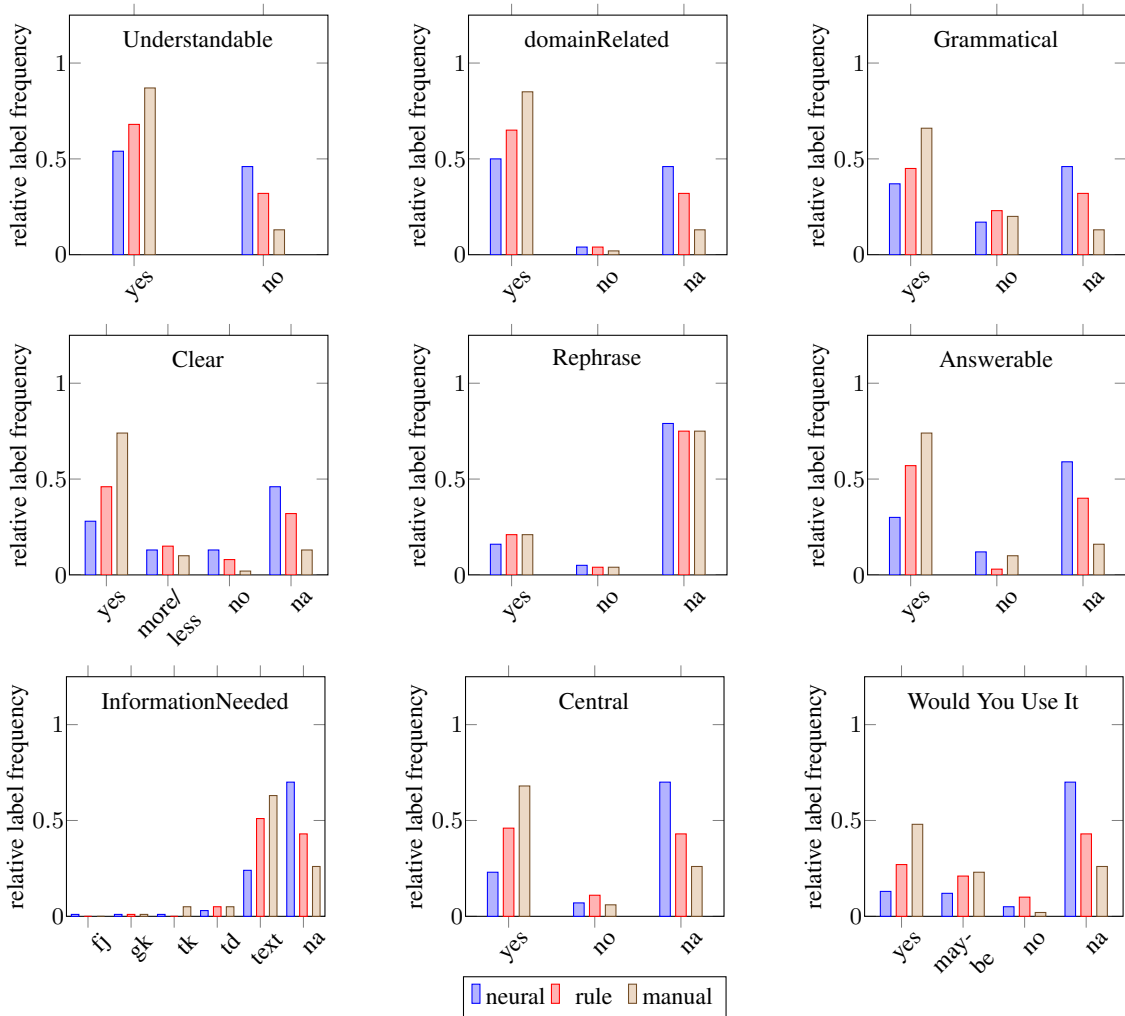 Understandable
relative label frequency
1
0.5
0
yes
no
domainRelated
relative label frequency
1
0.5
0
yes
no
na
Grammatical
relative label frequency
1
0.5
0
yes
no
na
Clear
relative label frequency
1
0.5
0
yes
more/
less
no
na
Rephrase
relative label frequency
1
0.5
0
yes
no
na
Answerable
relative label frequency
1
0.5
0
yes
no
na
InformationNeeded
relative label frequency
1
0.5
0
fj
gk
tk
td
text
na
Central
relative label frequency
1
0.5
0
yes
no
na
Would You Use It
relative label frequency
1
0.5
0
yes
may-
be
no
na
neural rule manual